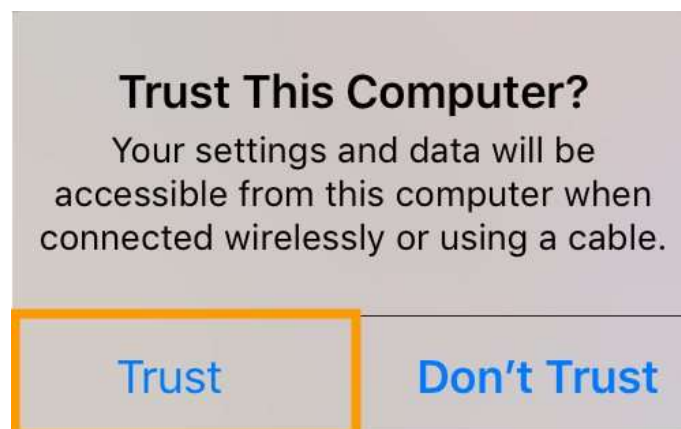 Trust This Computer?
Your settings and data will be
accessible from this computer when
connected wirelessly or using a cable.
Trust
Don’t Trust